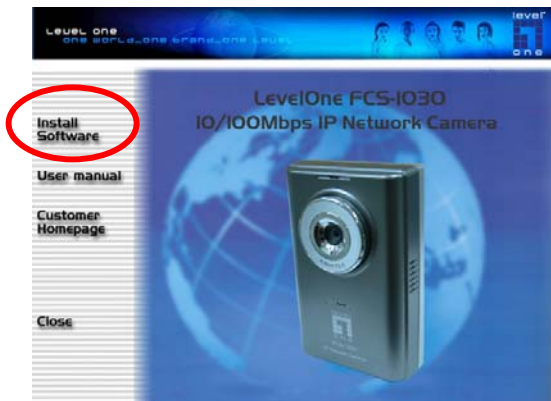 Level one
one world_one brand_one Level
level
one
LevelOne FCS-1030
10/100Mbps IP Network Camera
Install
Software
User manual
Customer
Homepage
Close